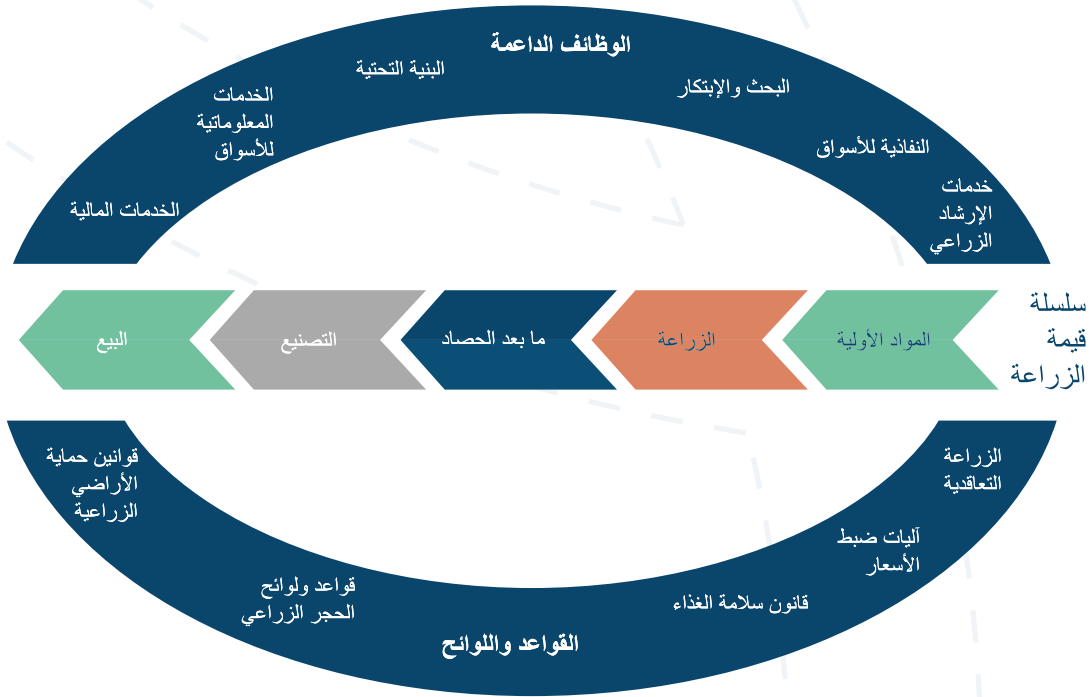 الوظائف الداعمة
خدمات
الإرشاد
الزراعي
النفاذية للأسواق
البحث والإبتكار
البنية التحتية
الخدمات
المعلوماتية
للأسواق
الخدمات المالية
سلسلة
قيمة
الزراعة
المواد الأولية
الزراعة
ما بعد الحصاد
التصنيع
البيع
الزراعة
التعاقدية
آليات ضبط
الأسعار
قانون سلامة الغذاء
قواعد ولوائح
الحجر الزراعي
قوانين حماية
الأراضي
الزراعية
القواعد واللوائح